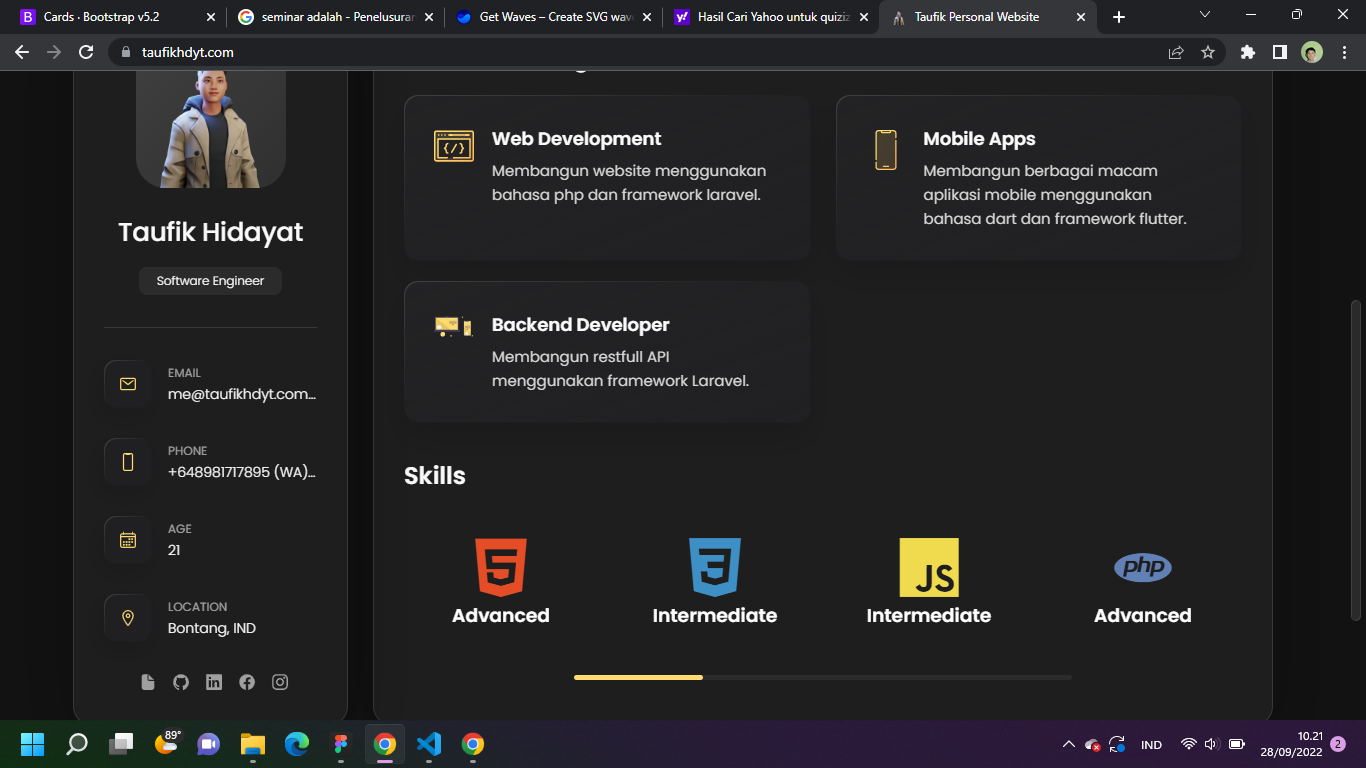 Cards · Bootstrap v5.2
seminar adalah - Penelusuran
Get Waves – Create SVG wav
Hasil Cari Yahoo untuk quiziz
Taufik Personal Website
taufikhdyt.com
Taufik Hidayat
Software Engineer
EMAIL
me@taufikhdyt.com...
PHONE
+648981717895 (WA)...
AGE
21
LOCATION
Bontang, IND
Web Development
Membangun website menggunakan
bahasa php dan framework laravel.
Mobile Apps
Membangun berbagai macam
aplikasi mobile menggunakan
bahasa dart dan framework flutter.
Backend Developer
Membangun restfull API
menggunakan framework Laravel.
Skills
5
Advanced
3
Intermediate
JS
Intermediate
php
Advanced
89°
IND
10.21
28/09/2022
2